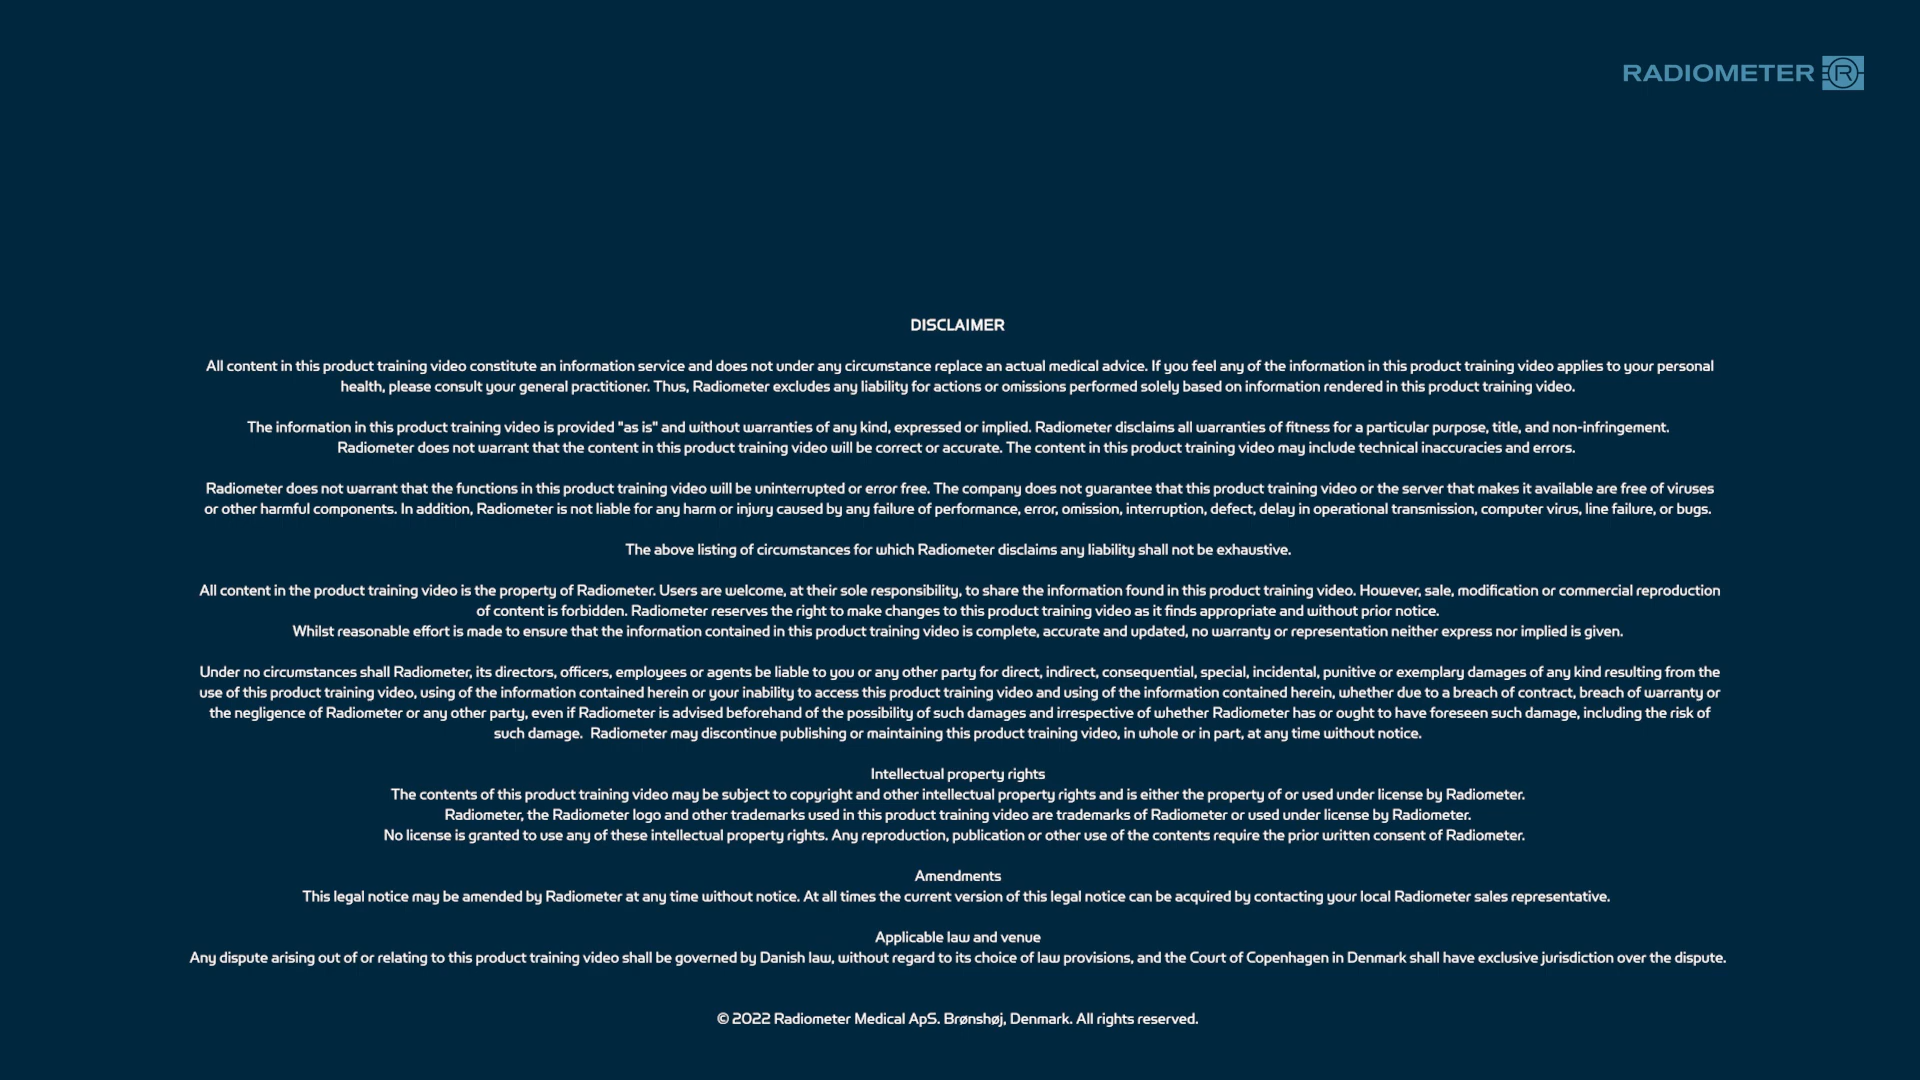 RADIOMETER R
DISCLAIMER
All content in this product training video constitute an information service and does not under any circumstance replace an actual medical advice. If you feel any of the information in this product training video applies to your personal
health, please consult your general practitioner. Thus, Radiometer excludes any liability for actions or omissions performed solely based on information rendered in this product training video.
The information in this product training video is provided "as is" and without warranties of any kind, expressed or implied. Radiometer disclaims all warranties of fitness for a particular purpose, title, and non-infringement.
Radiometer does not warrant that the content in this product training video will be correct or accurate. The content in this product training video may include technical inaccuracies and errors.
Radiometer does not warrant that the functions in this product training video will be uninterrupted or error free. The company does not guarantee that this product training video or the server that makes it available are free of viruses
or other harmful components. In addition, Radiometer is not liable for any harm or injury caused by any failure of performance, error, omission, interruption, defect, delay in operational transmission, computer virus, line failure, or bugs.
The above listing of circumstances for which Radiometer disclaims any liability shall not be exhaustive.
All content in the product training video is the property of Radiometer. Users are welcome, at their sole responsibility, to share the information found in this product training video. However, sale, modification or commercial reproduction
of content is forbidden. Radiometer reserves the right to make changes to this product training video as it finds appropriate and without prior notice.
Whilst reasonable effort is made to ensure that the information contained in this product training video is complete, accurate and updated, no warranty or representation neither express nor implied is given.
Under no circumstances shall Radiometer, its directors, officers, employees or agents be liable to you or any other party for direct, indirect, consequential, special, incidental, punitive or exemplary damages of any kind resulting from the
use of this product training video, using of the information contained herein or your inability to access this product training video and using of the information contained herein, whether due to a breach of contract, breach of warranty or
the negligence of Radiometer or any other party, even if Radiometer is advised beforehand of the possibility of such damages and irrespective of whether Radiometer has or ought to have foreseen such damage, including the risk of
such damage. Radiometer may discontinue publishing or maintaining this product training video, in whole or in part, at any time without notice.
Intellectual property rights
The contents of this product training video may be subject to copyright and other intellectual property rights and is either the property of or used under license by Radiometer.
Radiometer, the Radiometer logo and other trademarks used in this product training video are trademarks of Radiometer or used under license by Radiometer.
No license is granted to use any of these intellectual property rights. Any reproduction, publication or other use of the contents require the prior written consent of Radiometer.
Amendments
This legal notice may be amended by Radiometer at any time without notice. At all times the current version of this legal notice can be acquired by contacting your local Radiometer sales representative.
Applicable law and venue
Any dispute arising out of or relating to this product training video shall be governed by Danish law, without regard to its choice of law provisions, and the Court of Copenhagen in Denmark shall have exclusive jurisdiction over the dispute.
© 2022 Radiometer Medical ApS. Brønshøj, Denmark. All rights reserved.